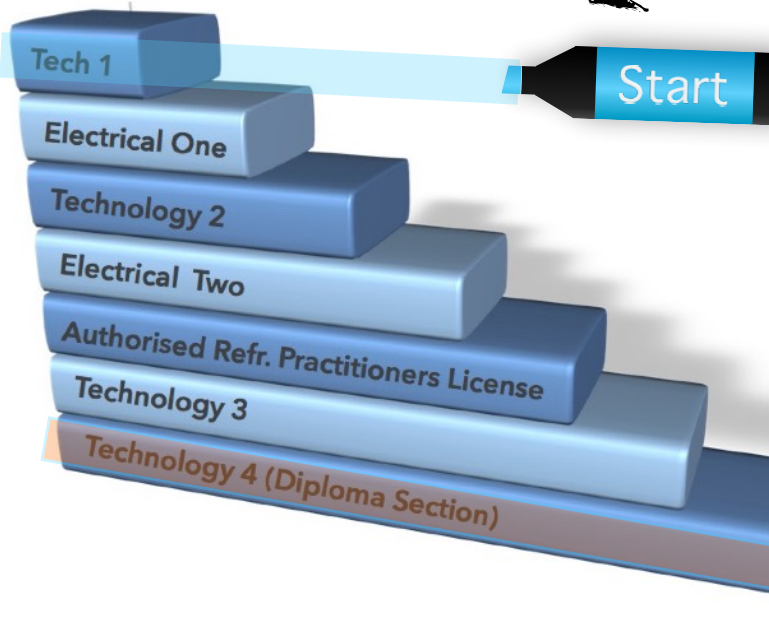 Tech 1
Start
Electrical One
Technology 2
Electrical Two
Authorised Refr. Practitioners License
Technology 3
Technology 4 (Diploma Section)